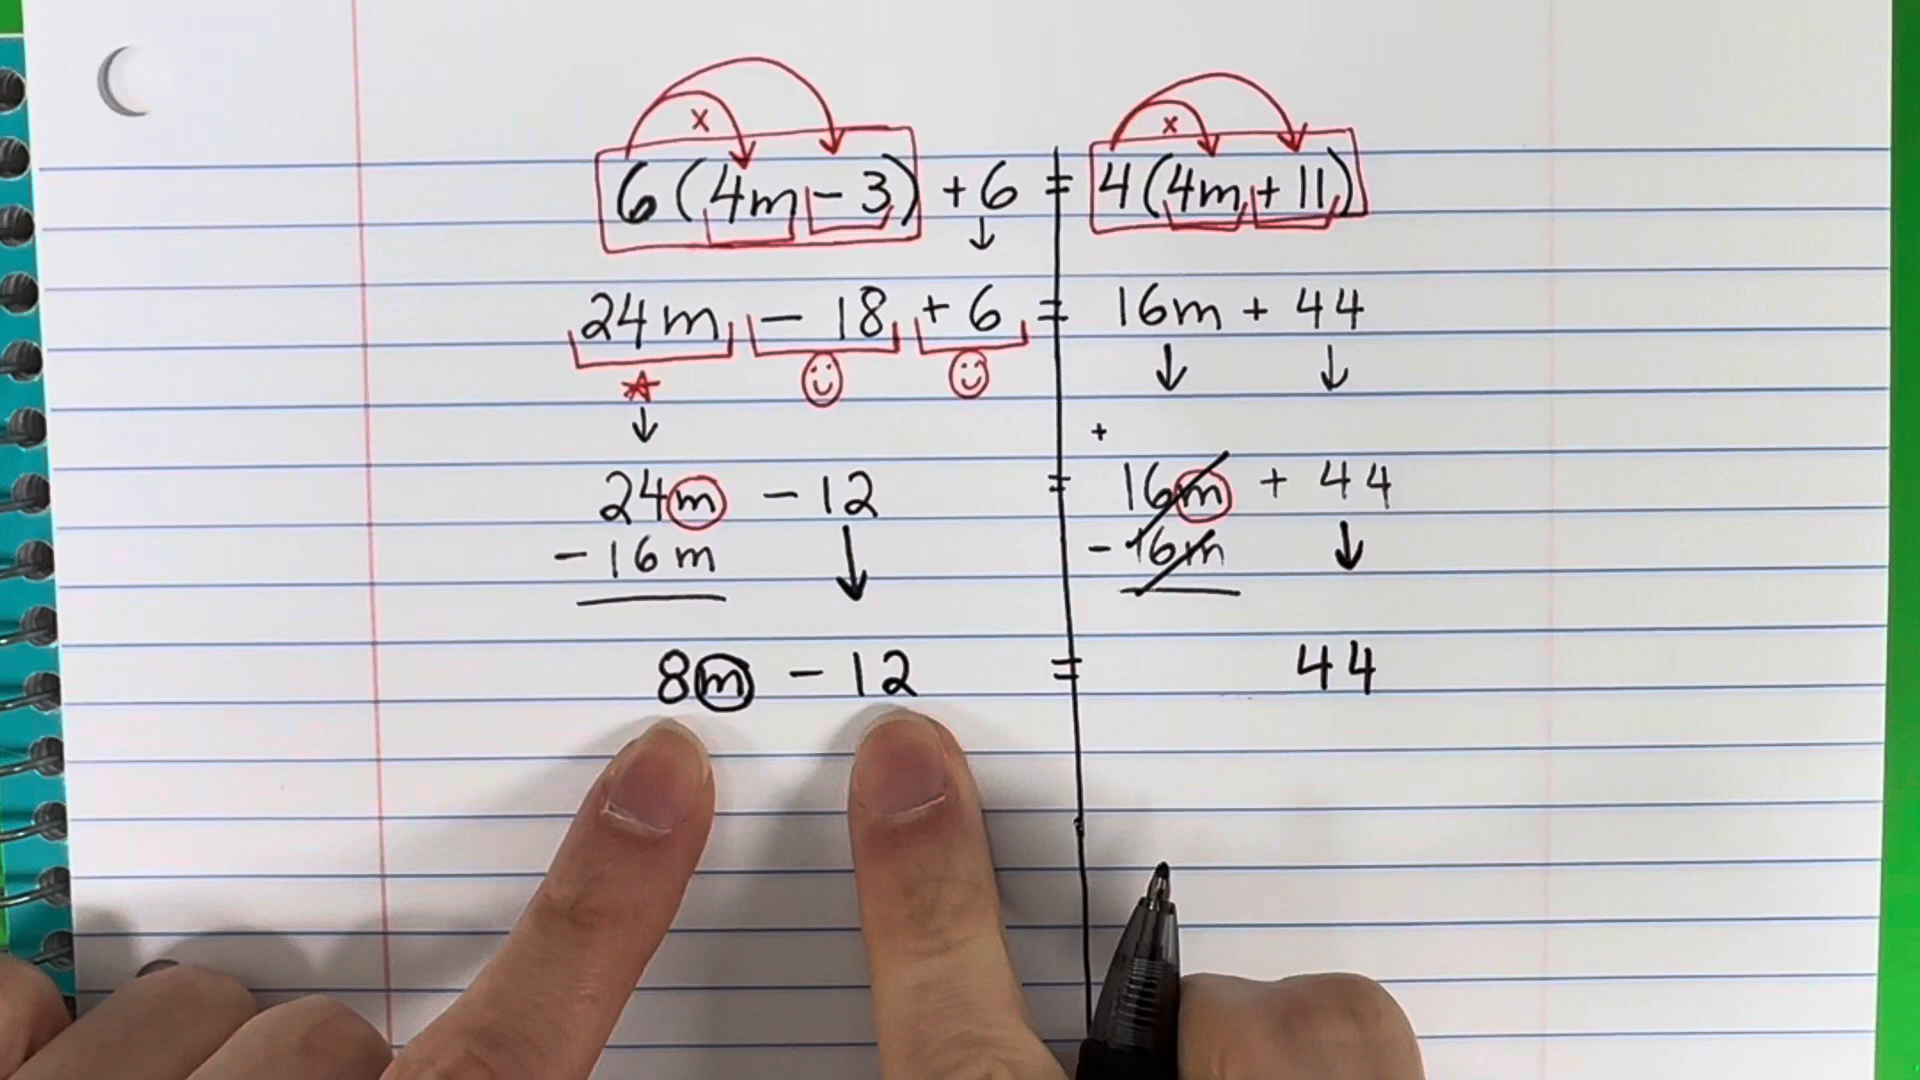 x x
6(4m - 3) + 6 = 4(4m + 11)
24m - 18 + 6 = 16m + 44
+
24m - 12 = 16m + 44
- 16m - 16m
8m - 12 = 44